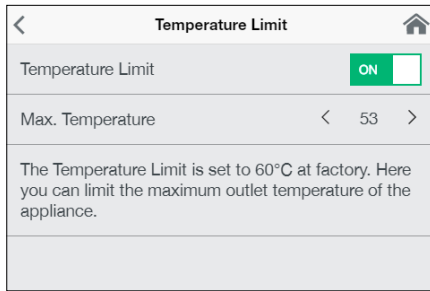 Temperature Limit
Temperature Limit ON
Max. Temperature < 53 >
The Temperature Limit is set to 60°C at factory. Here
you can limit the maximum outlet temperature of the
appliance.